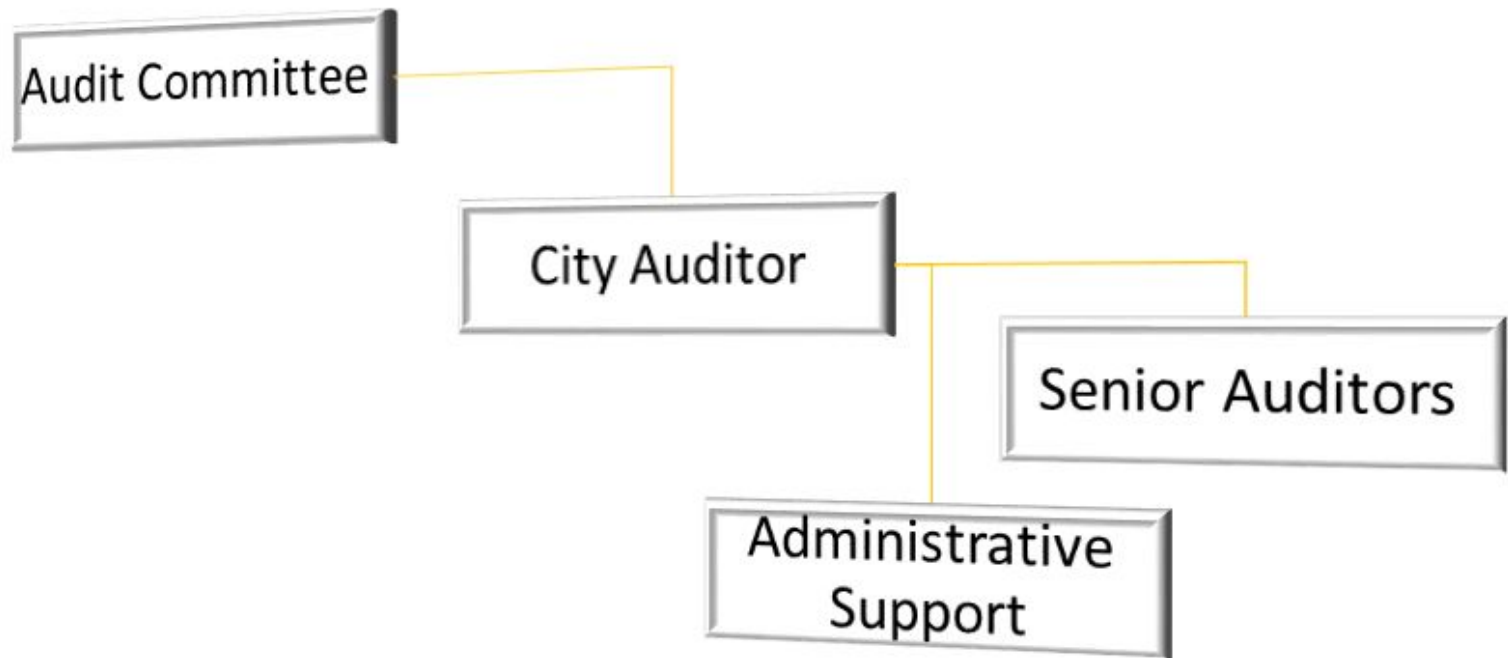 Audit Committee
City Auditor
Senior Auditors
Administrative
Support